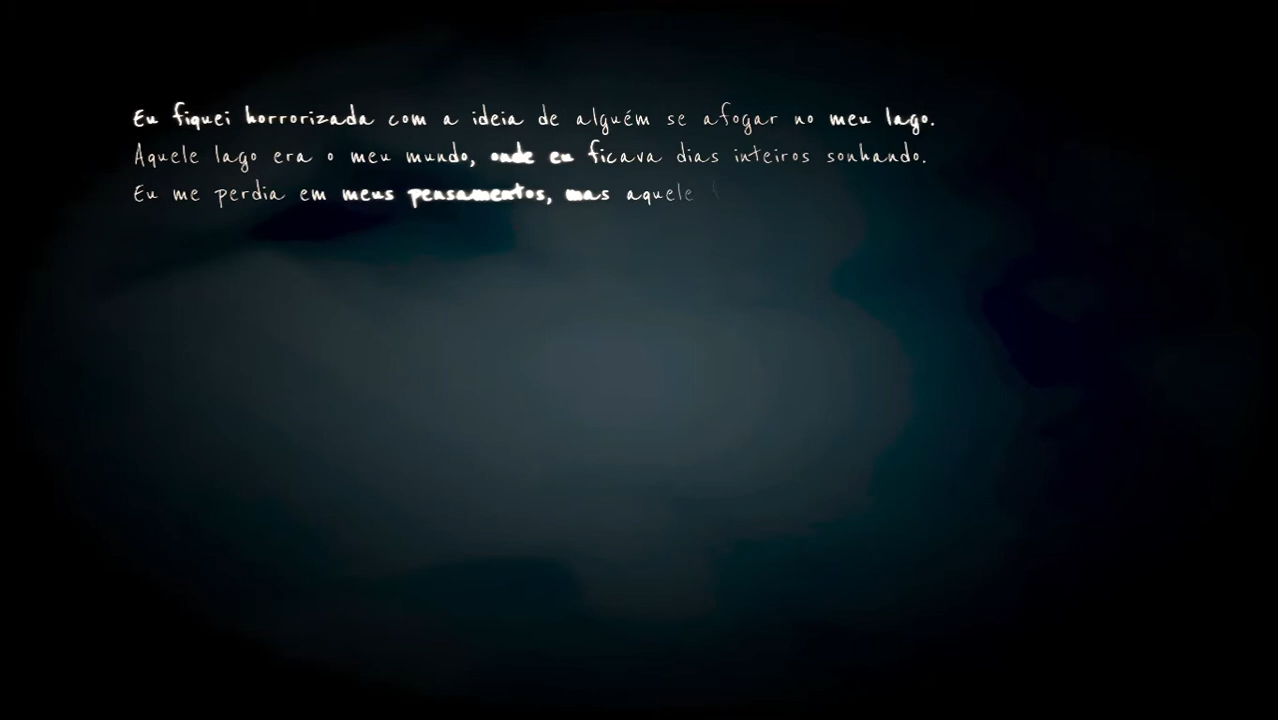 Eu fiquei horrorizada com a ideia de alguém se afogar no meu lago.
Aquele lago era o meu mundo, onde eu ficava dias inteiros sonhando.
Eu me perdia em meus pensamentos, mas aquele